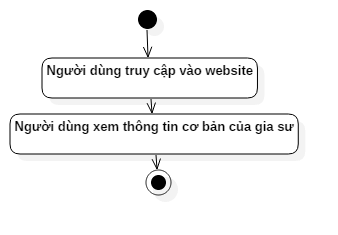 Người dùng truy cập vào website
Người dùng xem thông tin cơ bản của gia sư